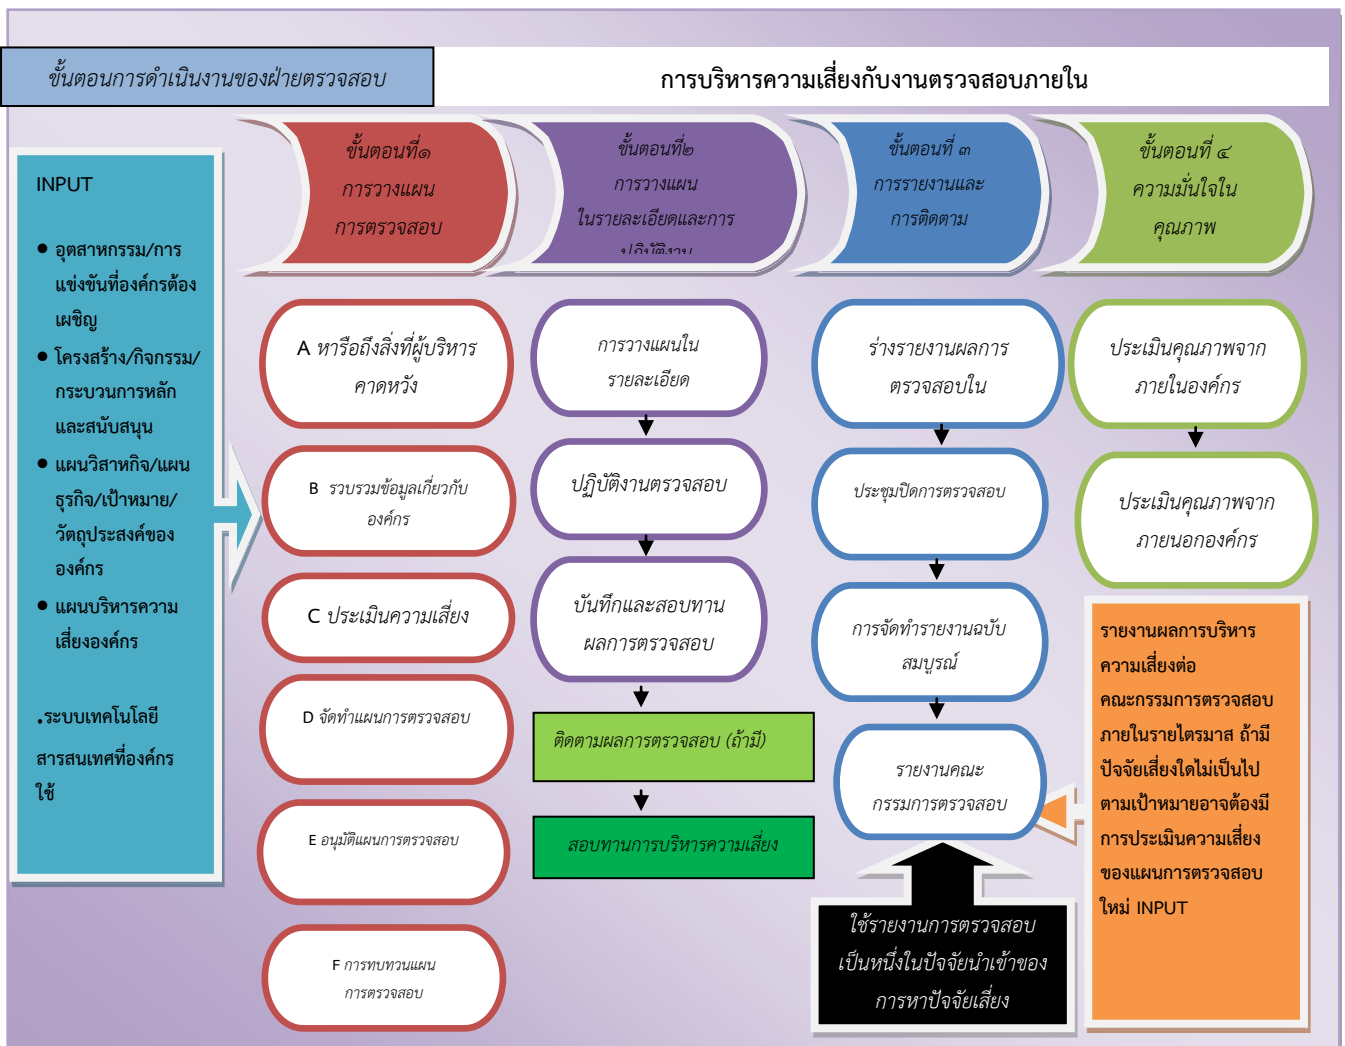 ขั้นตอนการดำเนินงานของฝ่ายตรวจสอบ
การบริหารความเสี่ยงกับงานตรวจสอบภายใน
INPUT
● อุตสาหกรรม/การ
แข่งขันที่องค์กรต้อง
เผชิญ
● โครงสร้าง/กิจกรรม/
กระบวนการหลัก
และสนับสนุน
● แผนวิสาหกิจ/แผน
ธุรกิจ/เป้าหมาย/
วัตถุประสงค์ของ
องค์กร
● แผนบริหารความ
เสี่ยงองค์กร
.ระบบเทคโนโลยี
สารสนเทศที่องค์กร
ใช้
ขั้นตอนที่๑
การวางแผน
การตรวจสอบ
A หารือถึงสิ่งที่ผู้บริหาร
คาดหวัง
B รวบรวมข้อมูลเกี่ยวกับ
องค์กร
C ประเมินความเสี่ยง
D จัดทำแผนการตรวจสอบ
E อนุมัติแผนการตรวจสอบ
F การทบทวนแผน
การตรวจสอบ
ขั้นตอนที่๒
การวางแผน
ในรายละเอียดและการ
ปฏิบัติงาน
การวางแผนใน
รายละเอียด
ปฏิบัติงานตรวจสอบ
บันทึกและสอบทาน
ผลการตรวจสอบ
ติดตามผลการตรวจสอบ (ถ้ามี)
สอบทานการบริหารความเสี่ยง
ขั้นตอนที่ ๓
การรายงานและ
การติดตาม
ร่างรายงานผลการ
ตรวจสอบใน
ประชุมปิดการตรวจสอบ
การจัดทำรายงานฉบับ
สมบูรณ์
รายงานคณะ
กรรมการตรวจสอบ
ใช้รายงานการตรวจสอบ
เป็นหนึ่งในปัจจัยนำเข้าของ
การหาปัจจัยเสี่ยง
ขั้นตอนที่ ๔
ความมั่นใจใน
คุณภาพ
ประเมินคุณภาพจาก
ภายในองค์กร
ประเมินคุณภาพจาก
ภายนอกองค์กร
รายงานผลการบริหาร
ความเสี่ยงต่อ
คณะกรรมการตรวจสอบ
ภายในรายไตรมาส ถ้ามี
ปัจจัยเสี่ยงใดไม่เป็นไป
ตามเป้าหมายอาจต้องมี
การประเมินความเสี่ยง
ของแผนการตรวจสอบ
ใหม่ INPUT